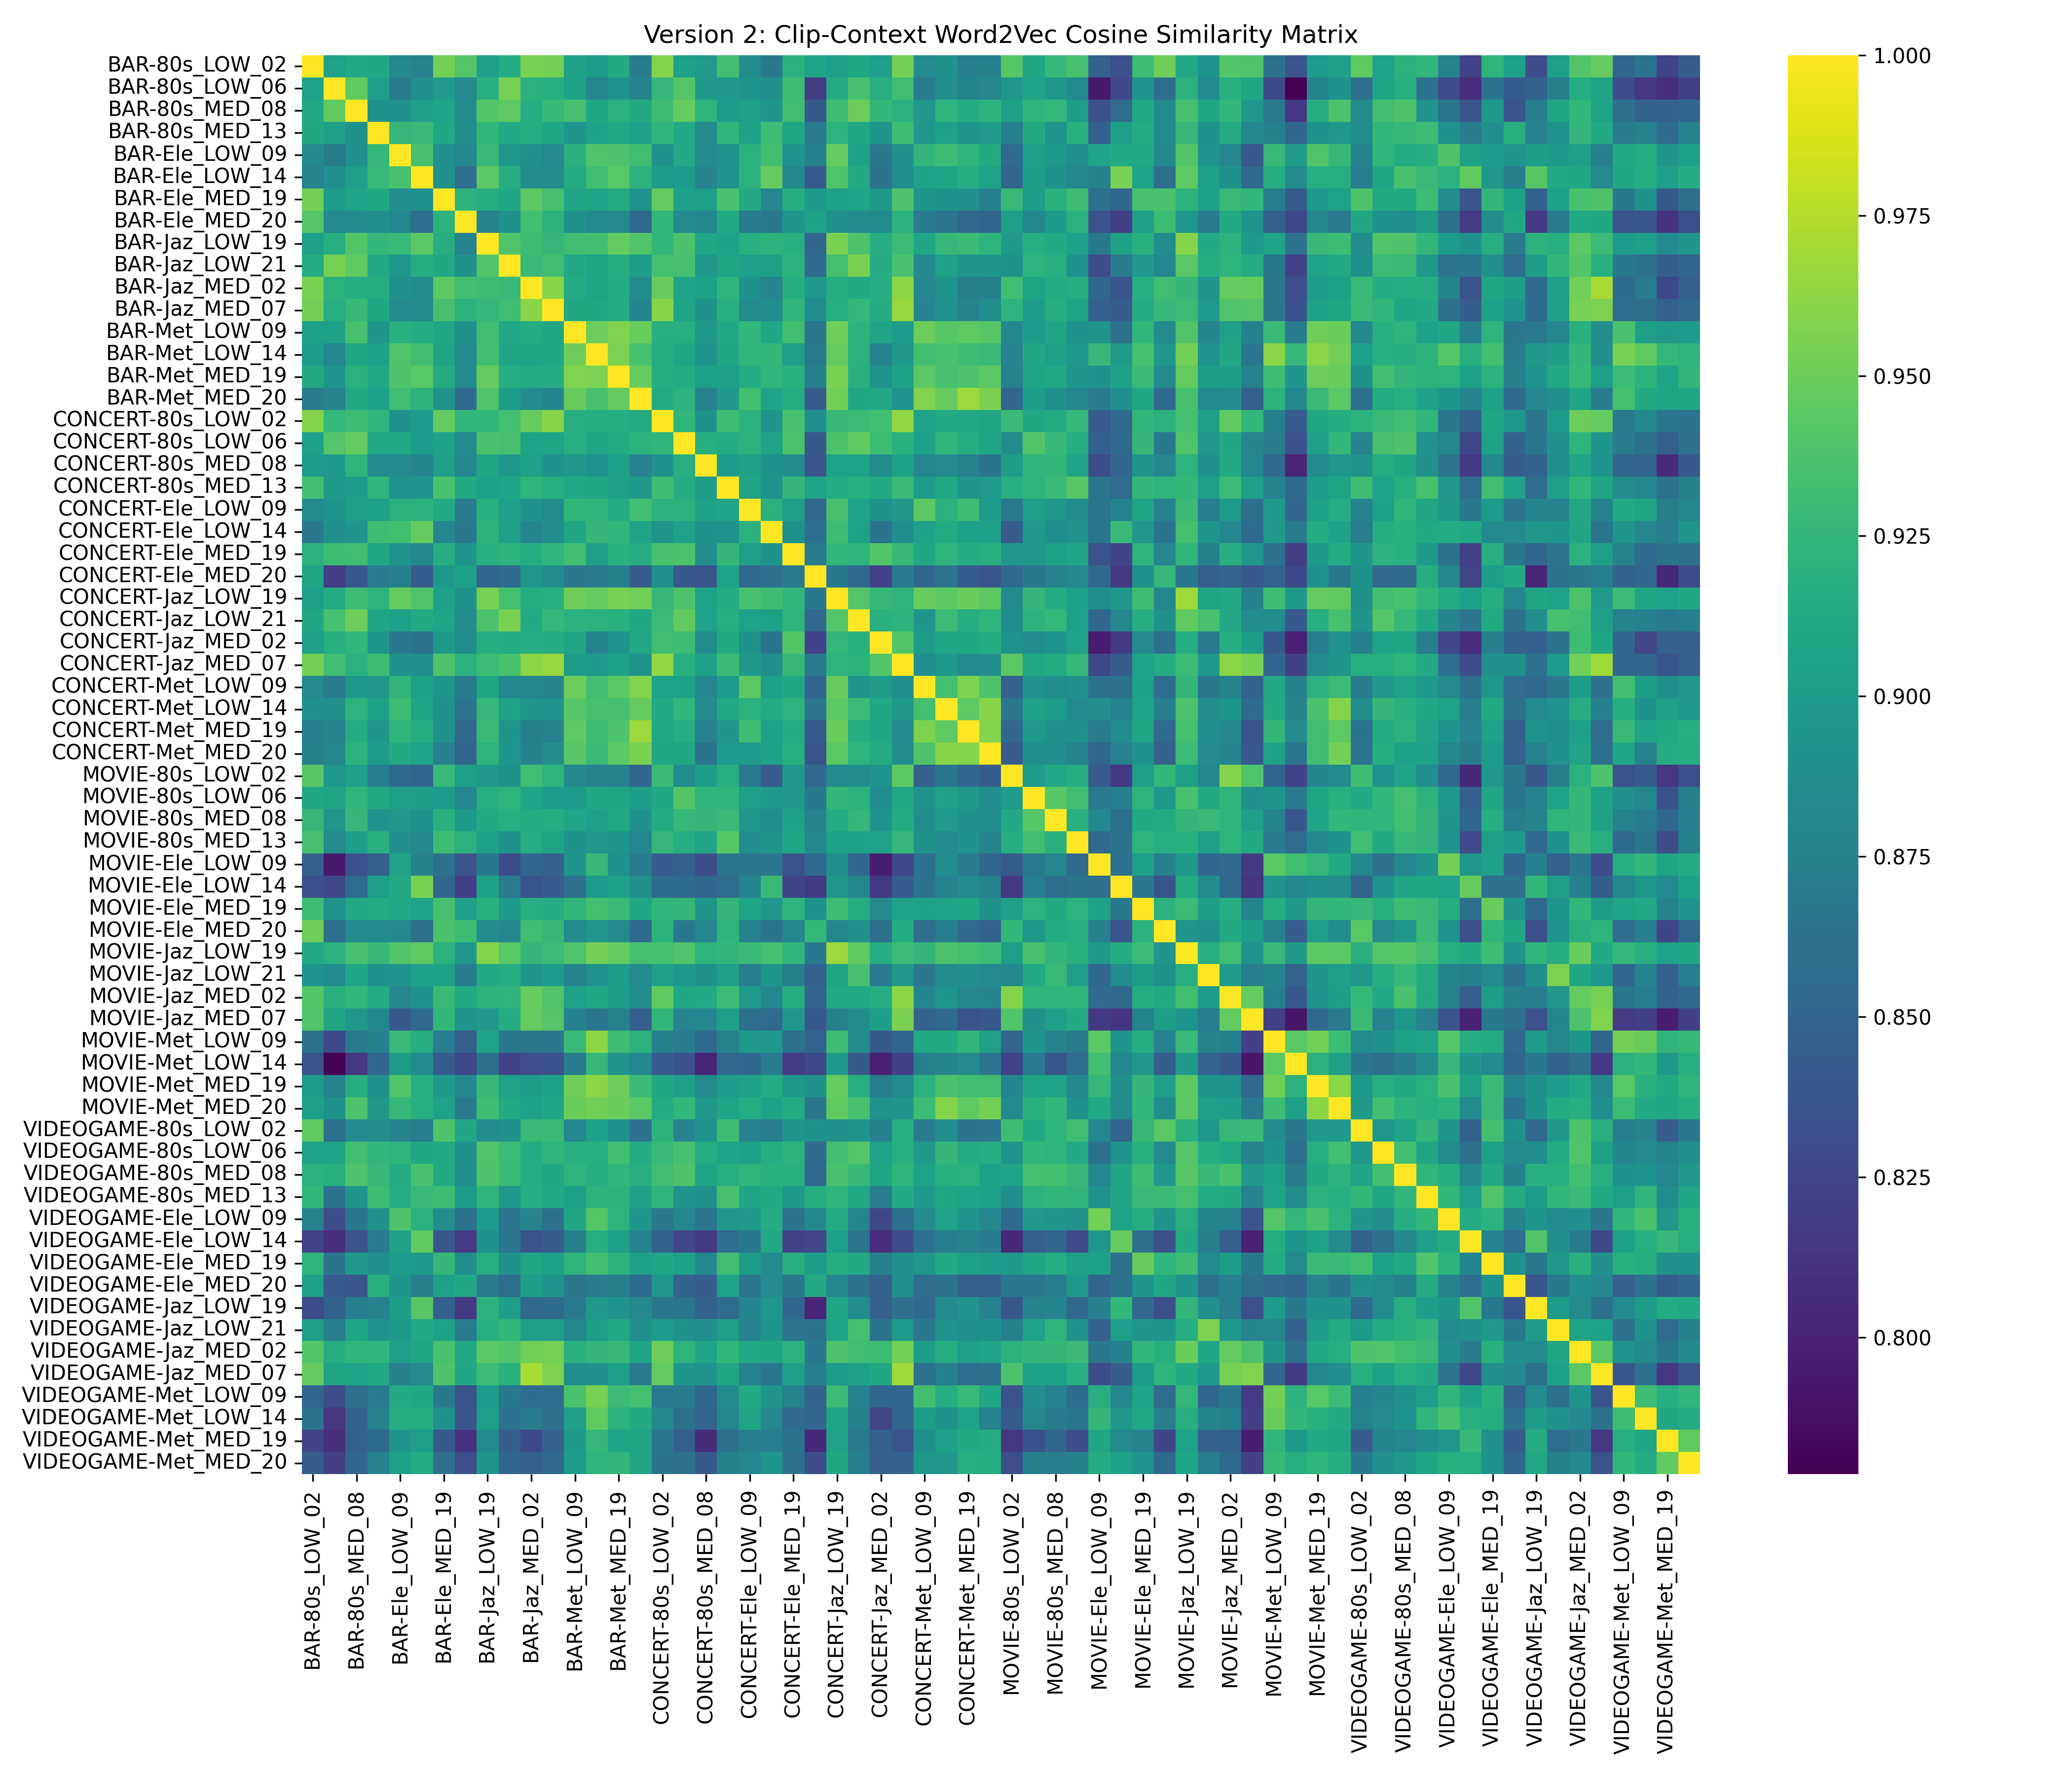 Version 2: Clip-Context Word2Vec Cosine Similarity Matrix
BAR-80s_LOW_02
BAR-80s_LOW_06
BAR-80s_MED_08
BAR-80s_MED_13
BAR-Ele_LOW_09
BAR-Ele_LOW_14
BAR-Ele_MED_19
BAR-Ele_MED_20
BAR-Jaz_LOW_19
BAR-Jaz_LOW_21
BAR-Jaz_MED_02
BAR-Jaz_MED_07
BAR-Met_LOW_09
BAR-Met_LOW_14
BAR-Met_MED_19
BAR-Met_MED_20
CONCERT-80s_LOW_02
CONCERT-80s_LOW_06
CONCERT-80s_MED_08
CONCERT-80s_MED_13
CONCERT-Ele_LOW_09
CONCERT-Ele_LOW_14
CONCERT-Ele_MED_19
CONCERT-Ele_MED_20
CONCERT-Jaz_LOW_19
CONCERT-Jaz_LOW_21
CONCERT-Jaz_MED_02
CONCERT-Jaz_MED_07
CONCERT-Met_LOW_09
CONCERT-Met_LOW_14
CONCERT-Met_MED_19
CONCERT-Met_MED_20
MOVIE-80s_LOW_02
MOVIE-80s_LOW_06
MOVIE-80s_MED_08
MOVIE-80s_MED_13
MOVIE-Ele_LOW_09
MOVIE-Ele_LOW_14
MOVIE-Ele_MED_19
MOVIE-Ele_MED_20
MOVIE-Jaz_LOW_19
MOVIE-Jaz_LOW_21
MOVIE-Jaz_MED_02
MOVIE-Jaz_MED_07
MOVIE-Met_LOW_09
MOVIE-Met_LOW_14
MOVIE-Met_MED_19
MOVIE-Met_MED_20
VIDEOGAME-80s_LOW_02
VIDEOGAME-80s_LOW_06
VIDEOGAME-80s_MED_08
VIDEOGAME-80s_MED_13
VIDEOGAME-Ele_LOW_09
VIDEOGAME-Ele_LOW_14
VIDEOGAME-Ele_MED_19
VIDEOGAME-Ele_MED_20
VIDEOGAME-Jaz_LOW_19
VIDEOGAME-Jaz_LOW_21
VIDEOGAME-Jaz_MED_02
VIDEOGAME-Jaz_MED_07
VIDEOGAME-Met_LOW_09
VIDEOGAME-Met_LOW_14
VIDEOGAME-Met_MED_19
VIDEOGAME-Met_MED_20
BAR-80s_LOW_02
BAR-80s_MED_08
BAR-Ele_LOW_09
BAR-Ele_MED_19
BAR-Jaz_LOW_19
BAR-Jaz_MED_02
BAR-Met_LOW_09
BAR-Met_MED_19
CONCERT-80s_LOW_02
CONCERT-80s_MED_08
CONCERT-Ele_LOW_09
CONCERT-Ele_MED_19
CONCERT-Jaz_LOW_19
CONCERT-Jaz_MED_02
CONCERT-Met_LOW_09
CONCERT-Met_MED_19
MOVIE-80s_LOW_02
MOVIE-80s_MED_08
MOVIE-Ele_LOW_09
MOVIE-Ele_MED_19
MOVIE-Jaz_LOW_19
MOVIE-Jaz_MED_02
MOVIE-Met_LOW_09
MOVIE-Met_MED_19
VIDEOGAME-80s_LOW_02
VIDEOGAME-80s_MED_08
VIDEOGAME-Ele_LOW_09
VIDEOGAME-Ele_MED_19
VIDEOGAME-Jaz_LOW_19
VIDEOGAME-Jaz_MED_02
VIDEOGAME-Met_LOW_09
VIDEOGAME-Met_MED_19
1.000
0.975
0.950
0.925
0.900
0.875
0.850
0.825
0.800